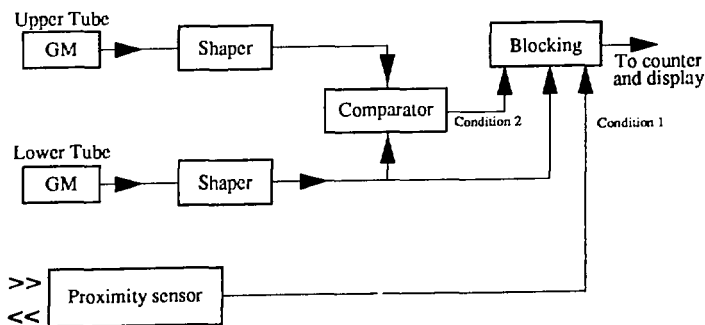 Upper Tube
GM
Shaper
Blocking
To counter
and display
Comparator
Condition 2
Condition 1
Lower Tube
GM
Shaper
>>
<<
Proximity sensor